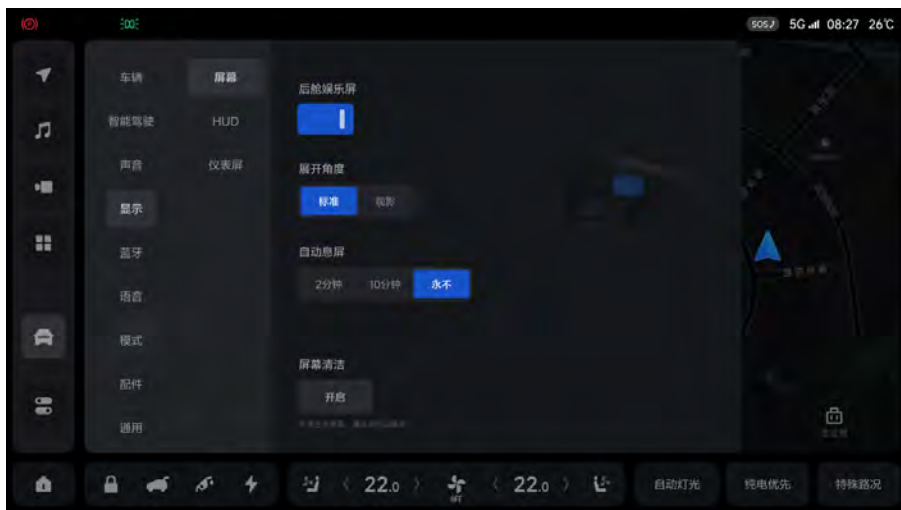 SOS 5G 08:27 26℃
车辆 屏幕
后舱娱乐屏
智能驾驶 HUD
声音 仪表屏
展开角度
显示
标准 观影
蓝牙
自动息屏
语音
2分钟 10分钟 永不
模式
屏幕清洁
配件
开启
通用
22.0 OFF 22.0 自动灯光 纯电优先 特殊路况